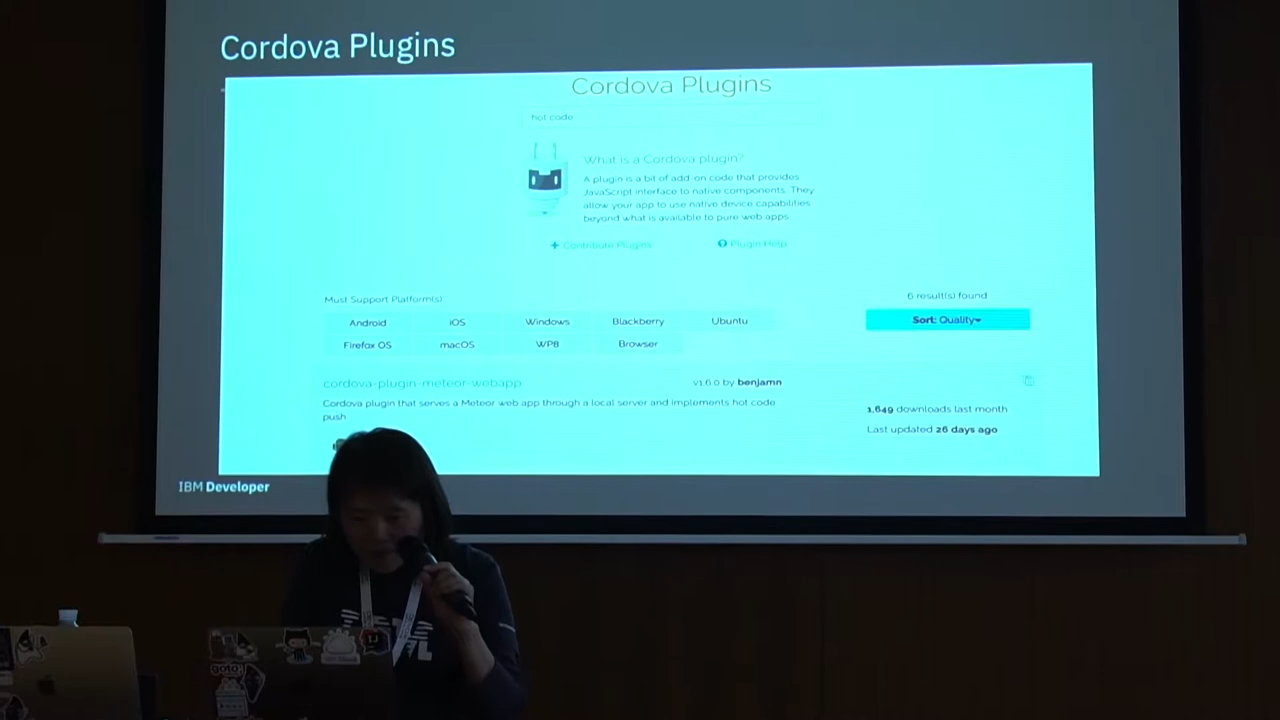 Cordova Plugins
Cordova Plugins
hot code
What is a Cordova plugin?
A plugin is a bit of add-on code that provides
JavaScript interface to native components. They
allow your app to use native device capabilities
beyond what is available to pure web apps.
Contribute Plugins
Plugin Help
Must Support Platform(s):
6 result(s) found
Android iOS Windows Blackberry Ubuntu
Sort: Quality
Firefox OS macOS WP8 Browser
cordova-plugin-meteor-webapp
v1.6.0 by benjamn
Cordova plugin that serves a Meteor web app through a local server and implements hot code
push
1,649 downloads last month
Last updated 26 days ago
IBM Developer
IJ
goto;